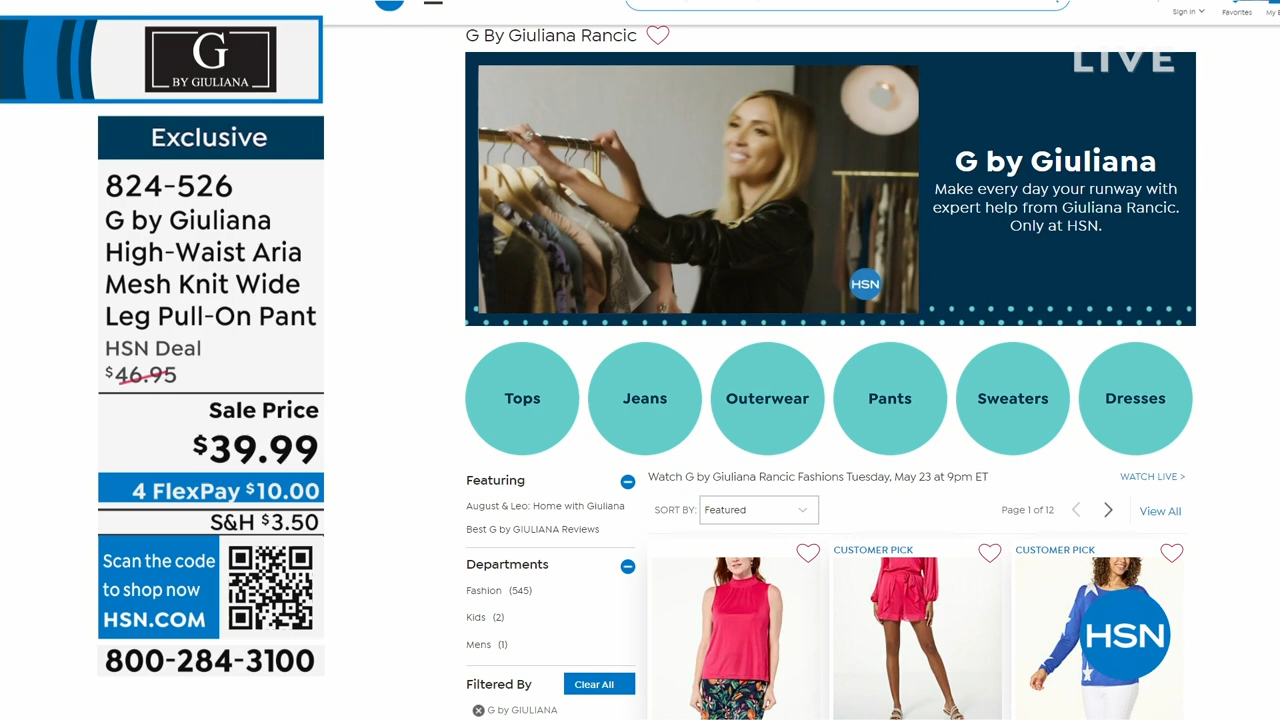 G
BY GIULIANA
Exclusive
824-526
G by Giuliana
High-Waist Aria
Mesh Knit Wide
Leg Pull-On Pant
HSN Deal
$46.95
Sale Price
$39.99
4 FlexPay $10.00
S&H $3.50
Scan the code
to shop now
HSN.COM
800-284-3100
Sign In
Favorites
G By Giuliana Rancic
LIVE
G by Giuliana
Make every day your runway with
expert help from Giuliana Rancic.
Only at HSN.
HSN
Tops
Jeans
Outerwear
Pants
Sweaters
Dresses
Featuring
August & Leo: Home with Giuliana
Best G by GIULIANA Reviews
Departments
Fashion (545)
Kids (2)
Mens (1)
Filtered By
Clear All
G by GIULIANA
Watch G by Giuliana Rancic Fashions Tuesday, May 23 at 9pm ET
WATCH LIVE >
SORT BY:
Featured
Page 1 of 12
View All
CUSTOMER PICK
CUSTOMER PICK
HSN